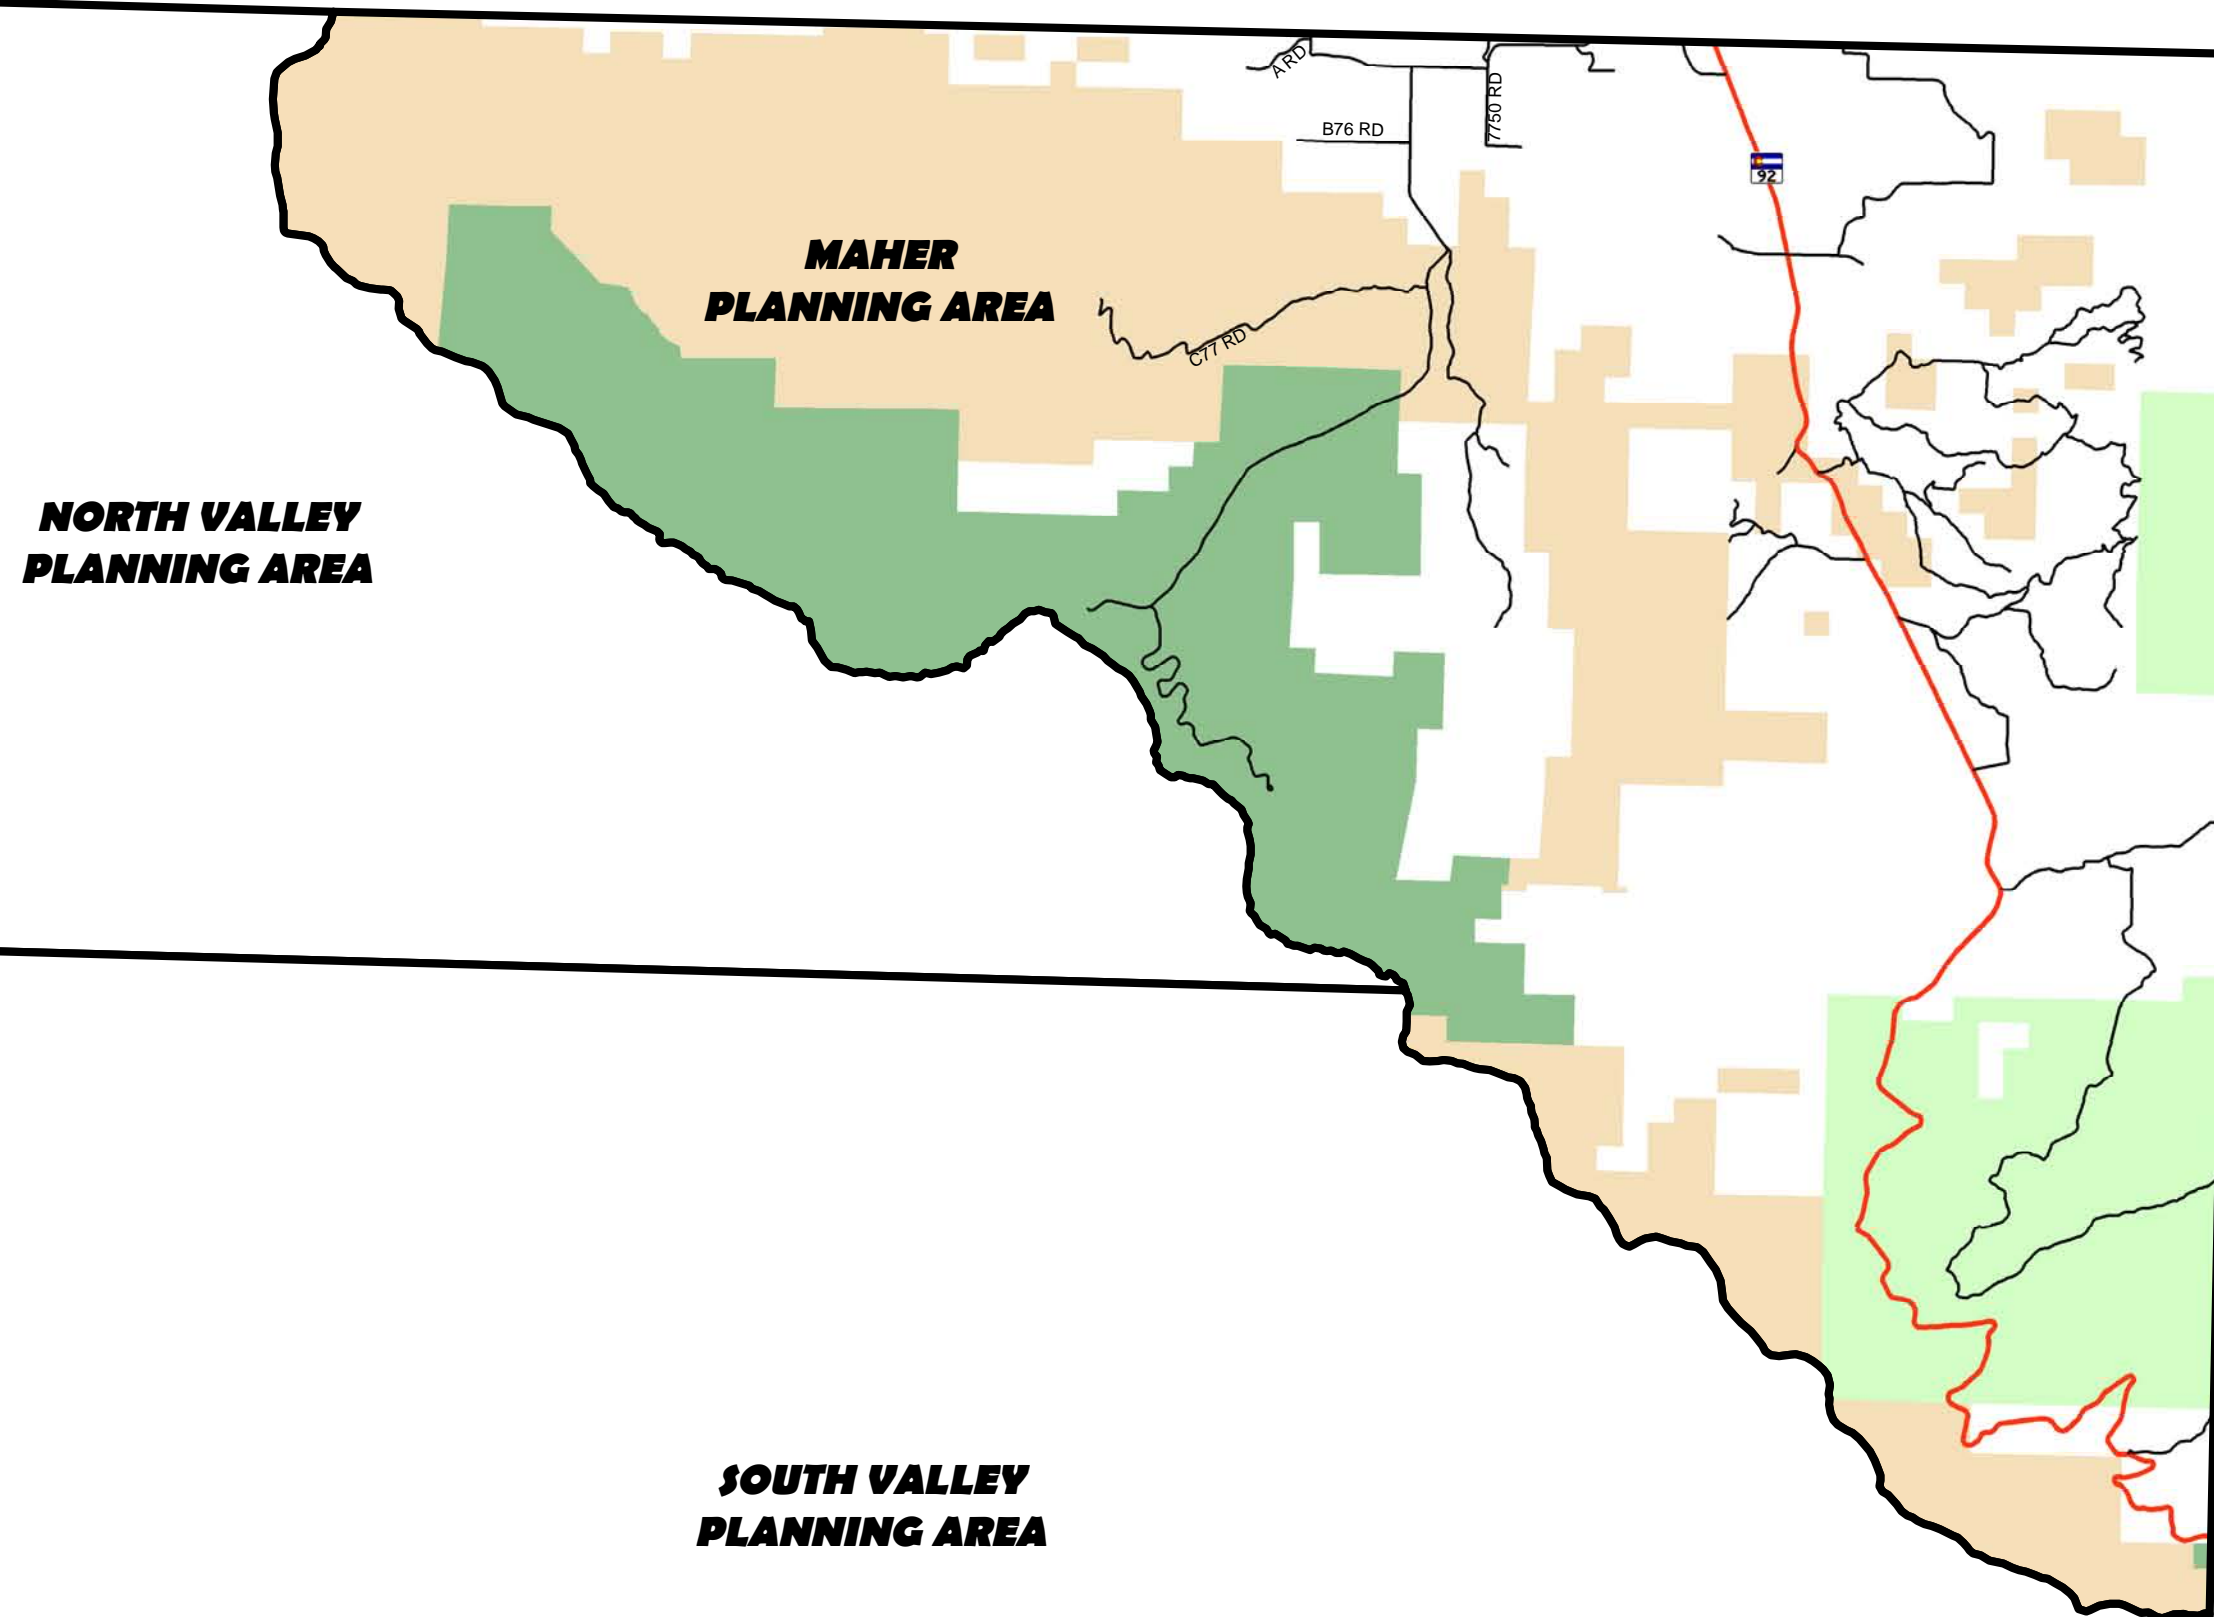 A RD
7750 RD
B76 RD
92
MAHER
PLANNING AREA
C77 RD
NORTH VALLEY
PLANNING AREA
SOUTH VALLEY
PLANNING AREA